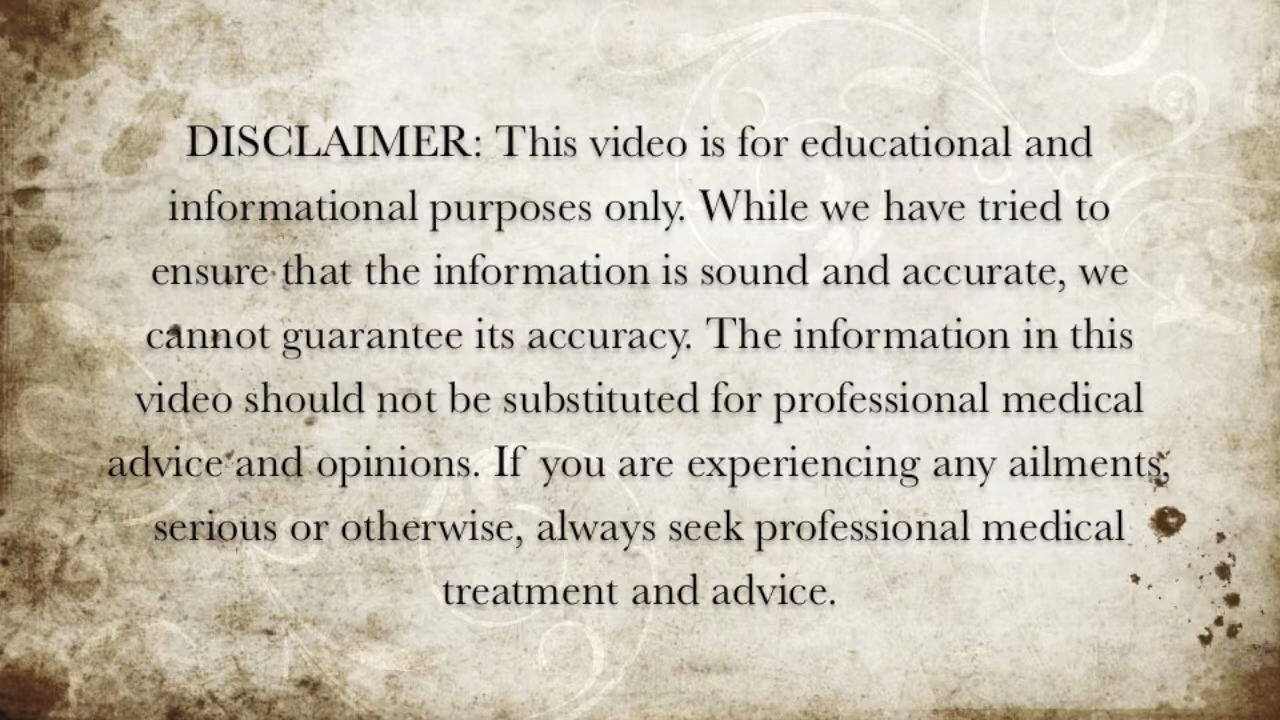 DISCLAIMER: This video is for educational and
informational purposes only. While we have tried to
ensure that the information is sound and accurate, we
cannot guarantee its accuracy. The information in this
video should not be substituted for professional medical
advice and opinions. If you are experiencing any ailments,
serious or otherwise, always seek professional medical
treatment and advice.